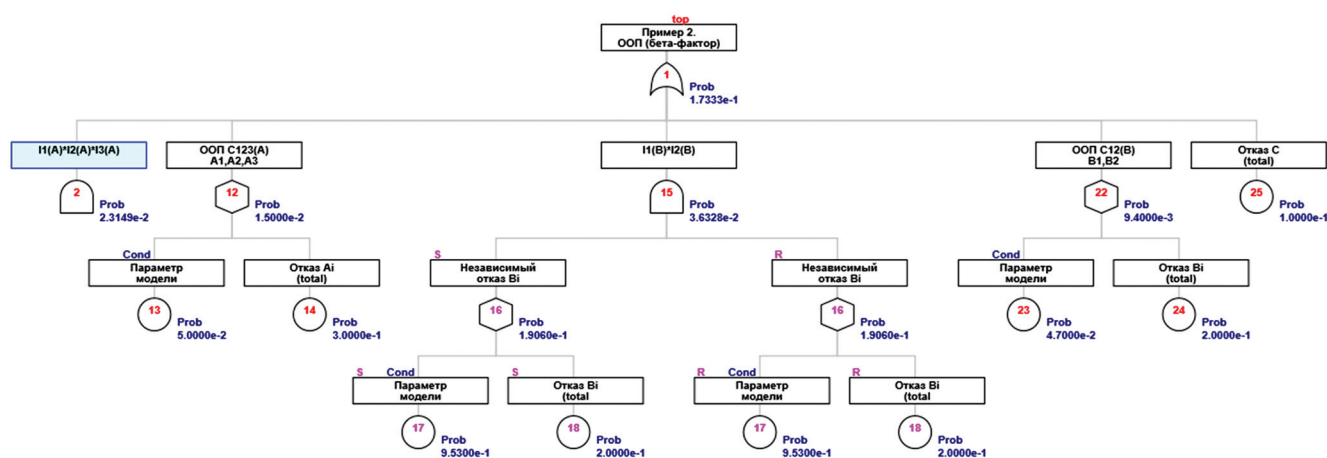 top
Пример 2.
ООП (бета-фактор)
1
Prob
1.7333e-1
I1(A)*I2(A)*I3(A)
2
Prob
2.3149e-2
ООП C123(A)
A1,A2,A3
12
Prob
1.5000e-2
I1(B)*I2(B)
15
Prob
3.6328e-2
ООП C12(B)
B1,B2
22
Prob
9.4000e-3
Отказ C
(total)
25
Prob
1.0000e-1
Cond
Параметр
модели
13
Prob
5.0000e-2
Отказ Ai
(total)
14
Prob
3.0000e-1
S
Независимый
отказ Bi
16
Prob
1.9060e-1
R
Независимый
отказ Bi
16
Prob
1.9060e-1
Cond
Параметр
модели
23
Prob
4.7000e-2
Отказ Bi
(total)
24
Prob
2.0000e-1
S Cond
Параметр
модели
17
Prob
9.5300e-1
S
Отказ Bi
(total
18
Prob
2.0000e-1
R Cond
Параметр
модели
17
Prob
9.5300e-1
R
Отказ Bi
(total
18
Prob
2.0000e-1